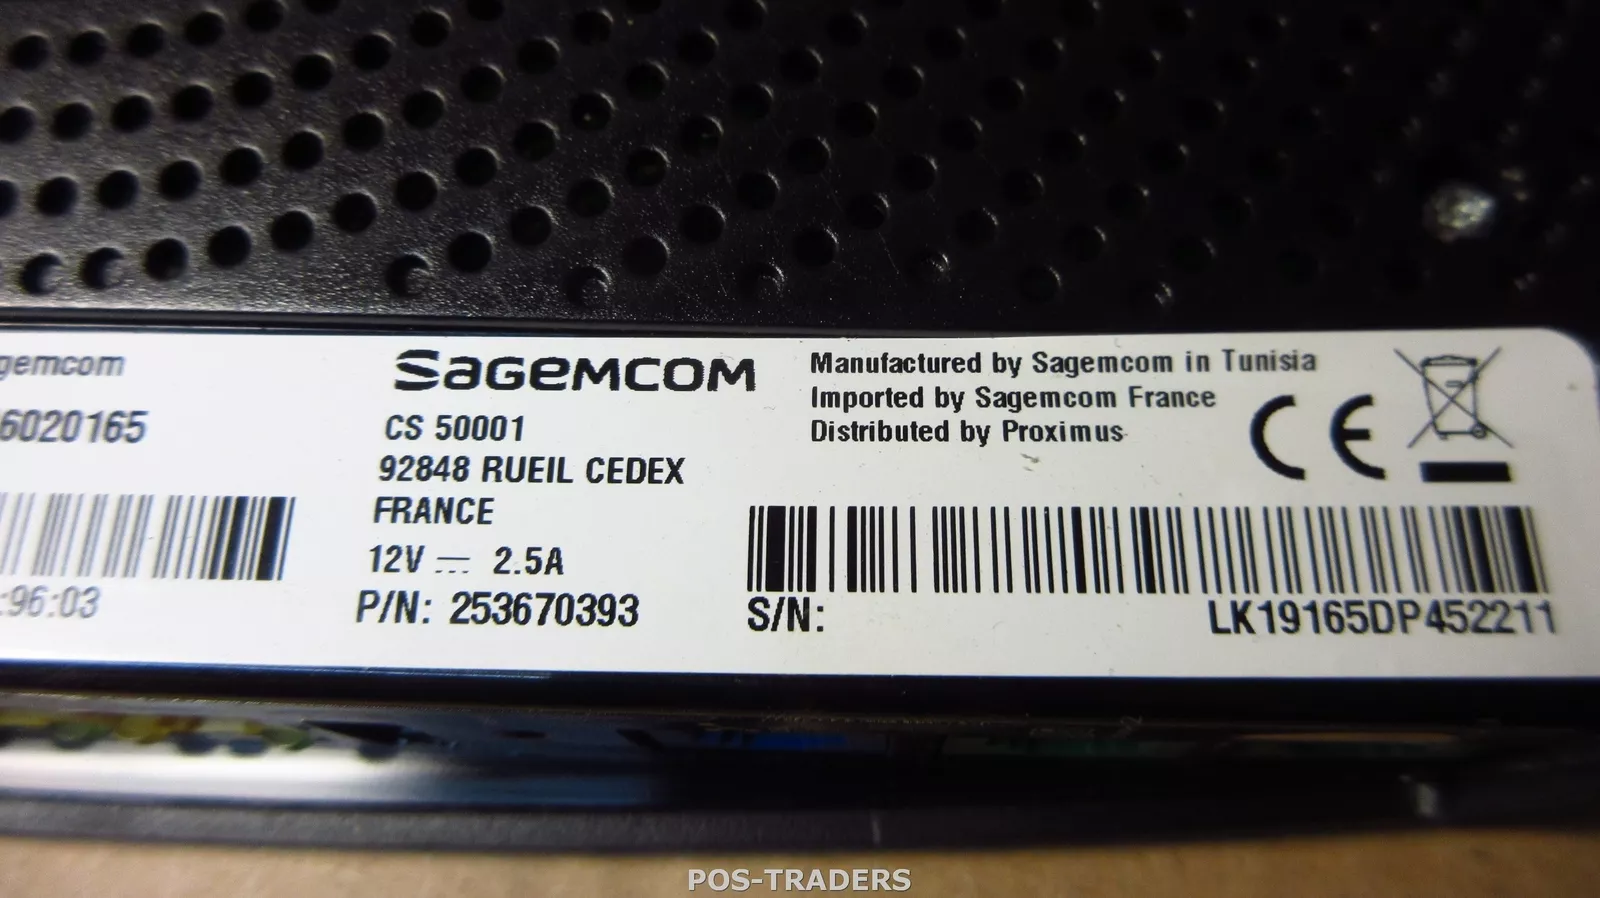 gemcom
6020165
:96:03
SAGEMCOM
CS 50001
92848 RUEIL CEDEX
FRANCE
12V ⎓ 2.5A
P/N: 253670393
Manufactured by Sagemcom in Tunisia
Imported by Sagemcom France
Distributed by Proximus
CE
S/N: LK19165DP452211
POS-TRADERS